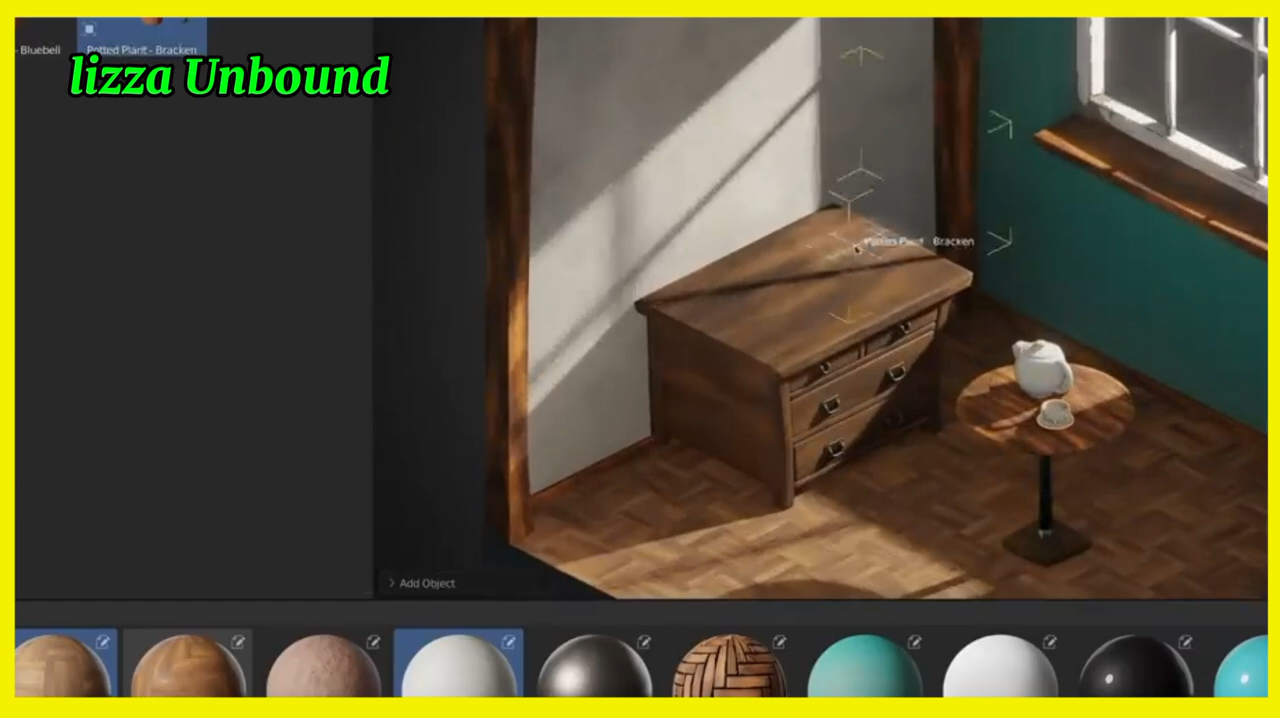 - Bluebell
Potted Plant - Bracken
lizza Unbound
Potted Plant - Bracken
Add Object